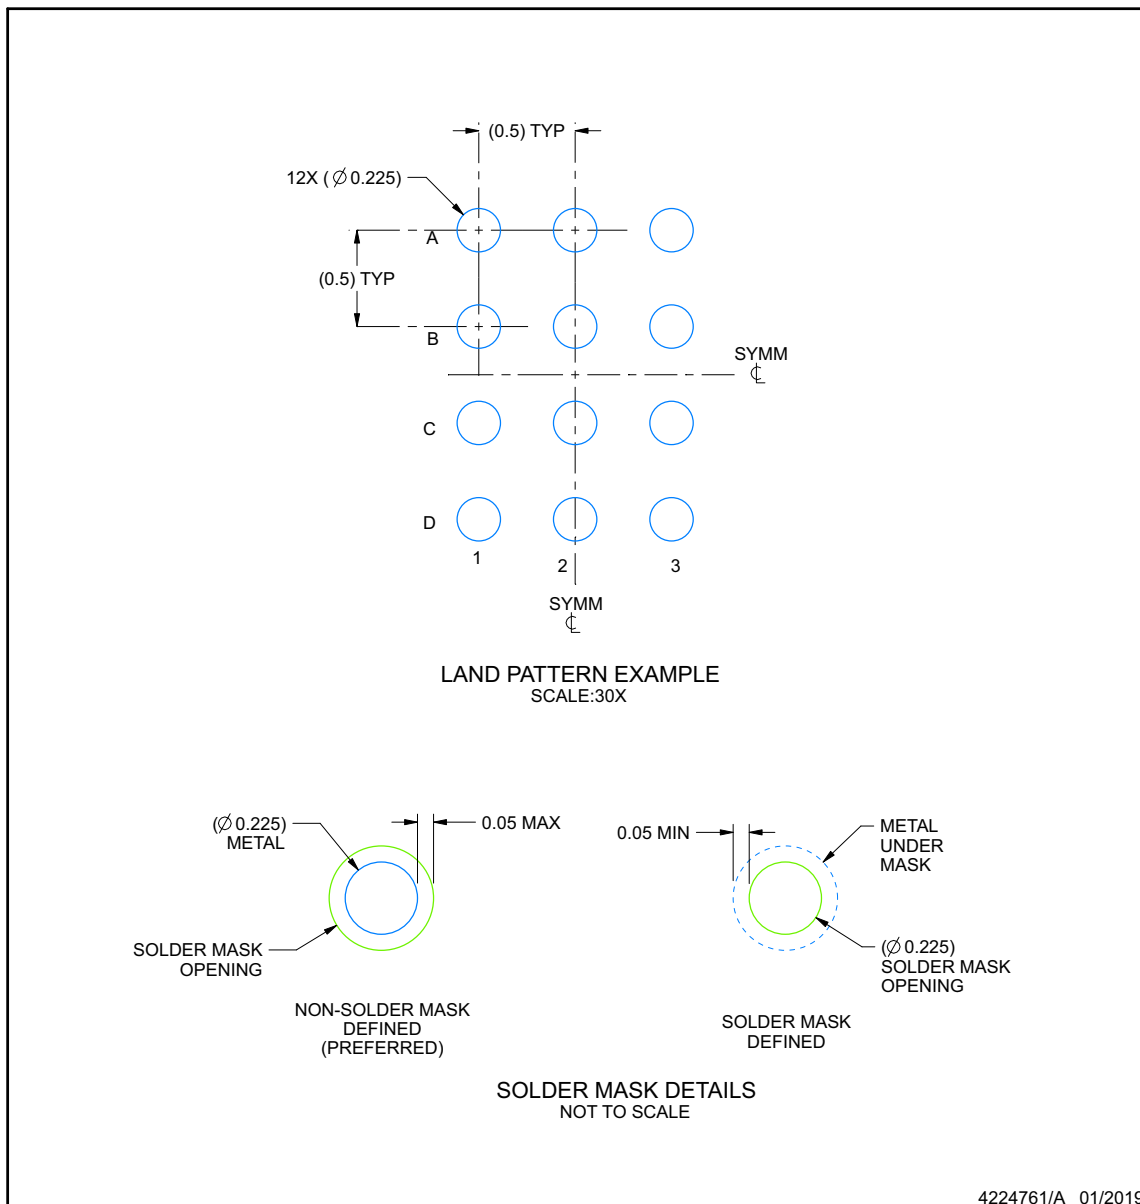 (0.5) TYP
12X ( ∅ 0.225)
A
(0.5) TYP
B
SYMM
℄
C
D
1
2
3
SYMM
℄
LAND PATTERN EXAMPLE
SCALE:30X
(∅ 0.225)
METAL
0.05 MAX
SOLDER MASK
OPENING
NON-SOLDER MASK
DEFINED
(PREFERRED)
0.05 MIN
METAL
UNDER
MASK
(∅ 0.225)
SOLDER MASK
OPENING
SOLDER MASK
DEFINED
SOLDER MASK DETAILS
NOT TO SCALE
4224761/A 01/2019